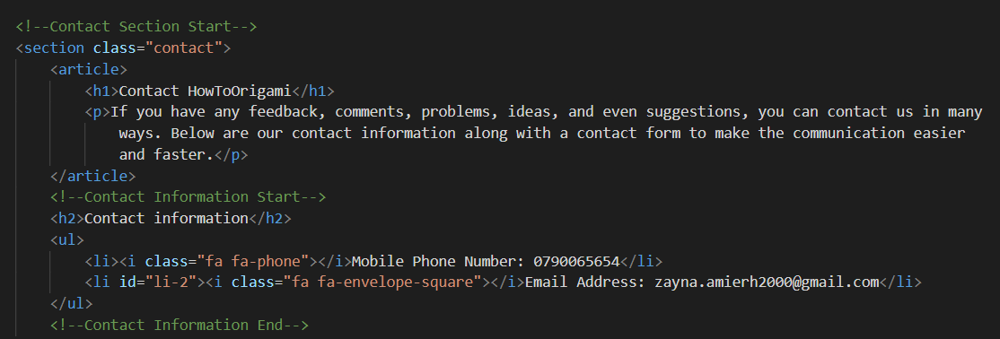 <!--Contact Section Start-->
<section class="contact">
<article>
<h1>Contact HowToOrigami</h1>
<p>If you have any feedback, comments, problems, ideas, and even suggestions, you can contact us in many
ways. Below are our contact information along with a contact form to make the communication easier
and faster.</p>
</article>
<!--Contact Information Start-->
<h2>Contact information</h2>
<ul>
<li><i class="fa fa-phone"></i>Mobile Phone Number: 0790065654</li>
<li id="li-2"><i class="fa fa-envelope-square"></i>Email Address: zayna.amierh2000@gmail.com</li>
</ul>
<!--Contact Information End-->